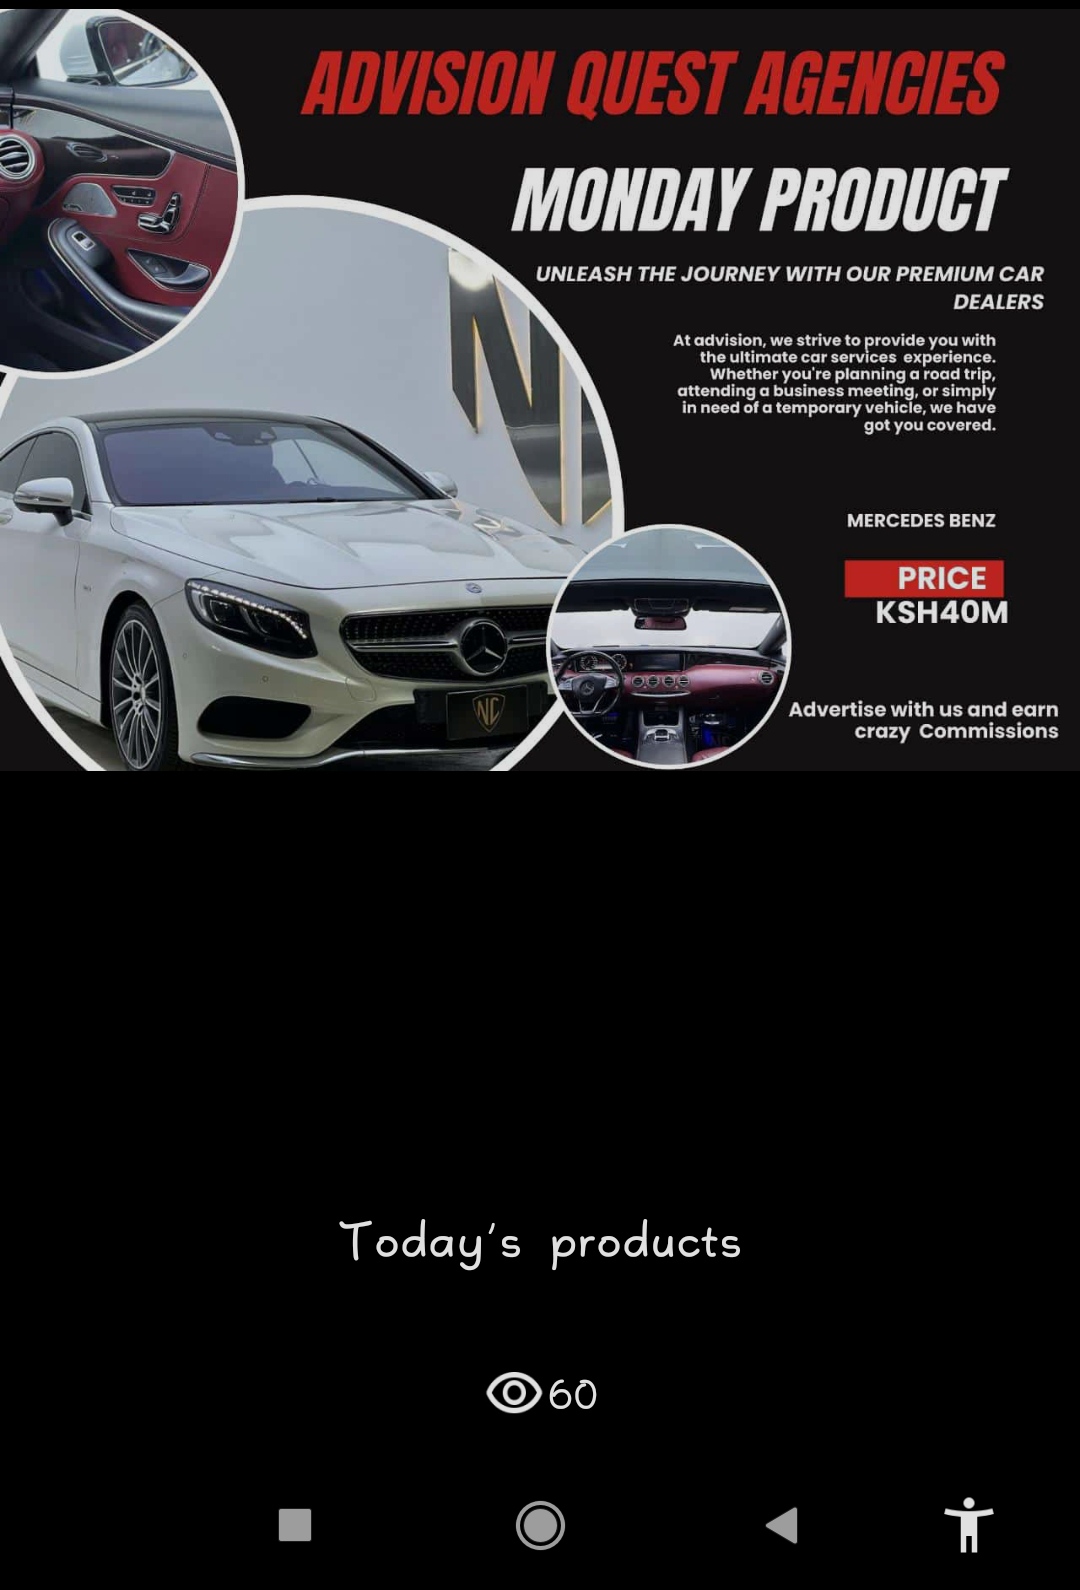 ADVISION QUEST AGENCIES
MONDAY PRODUCT
UNLEASH THE JOURNEY WITH OUR PREMIUM CAR
DEALERS
At advision, we strive to provide you with
the ultimate car services experience.
Whether you're planning a road trip,
attending a business meeting, or simply
in need of a temporary vehicle, we have
got you covered.
MERCEDES BENZ
PRICE
KSH40M
NC
Advertise with us and earn
crazy Commissions
Today's products
60